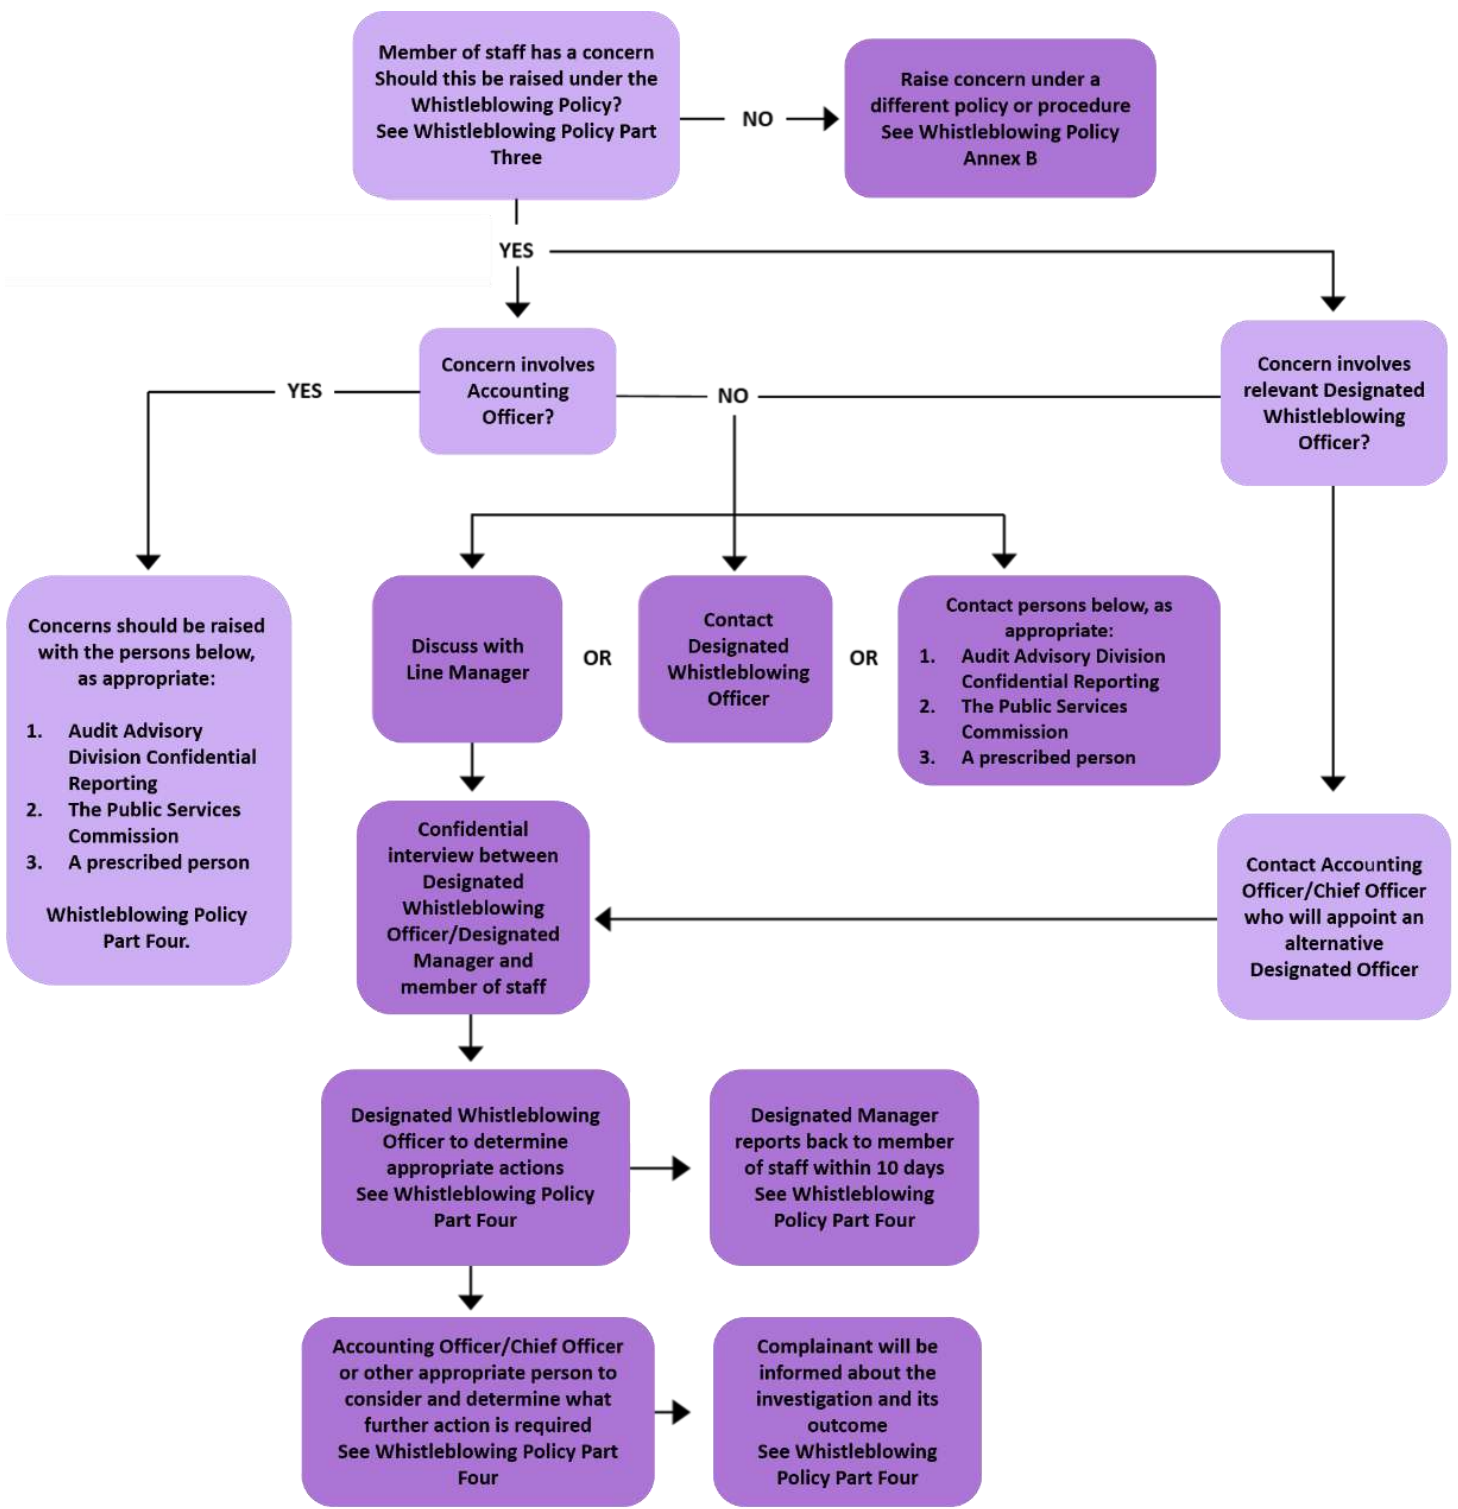 Member of staff has a concern
Should this be raised under the
Whistleblowing Policy?
See Whistleblowing Policy Part
Three
NO
Raise concern under a
different policy or procedure
See Whistleblowing Policy
Annex B
YES
Concern involves
Accounting
Officer?
YES
NO
Concern involves
relevant Designated
Whistleblowing
Officer?
Concerns should be raised
with the persons below,
as appropriate:
1. Audit Advisory
Division Confidential
Reporting
2. The Public Services
Commission
3. A prescribed person
Whistleblowing Policy
Part Four.
Discuss with
Line Manager
OR
Contact
Designated
Whistleblowing
Officer
OR
Contact persons below, as
appropriate:
1. Audit Advisory Division
Confidential Reporting
2. The Public Services
Commission
3. A prescribed person
Confidential
interview between
Designated
Whistleblowing
Officer/Designated
Manager and
member of staff
Contact Accounting
Officer/Chief Officer
who will appoint an
alternative
Designated Officer
Designated Whistleblowing
Officer to determine
appropriate actions
See Whistleblowing Policy
Part Four
Designated Manager
reports back to member
of staff within 10 days
See Whistleblowing
Policy Part Four
Accounting Officer/Chief Officer
or other appropriate person to
consider and determine what
further action is required
See Whistleblowing Policy Part
Four
Complainant will be
informed about the
investigation and its
outcome
See Whistleblowing
Policy Part Four